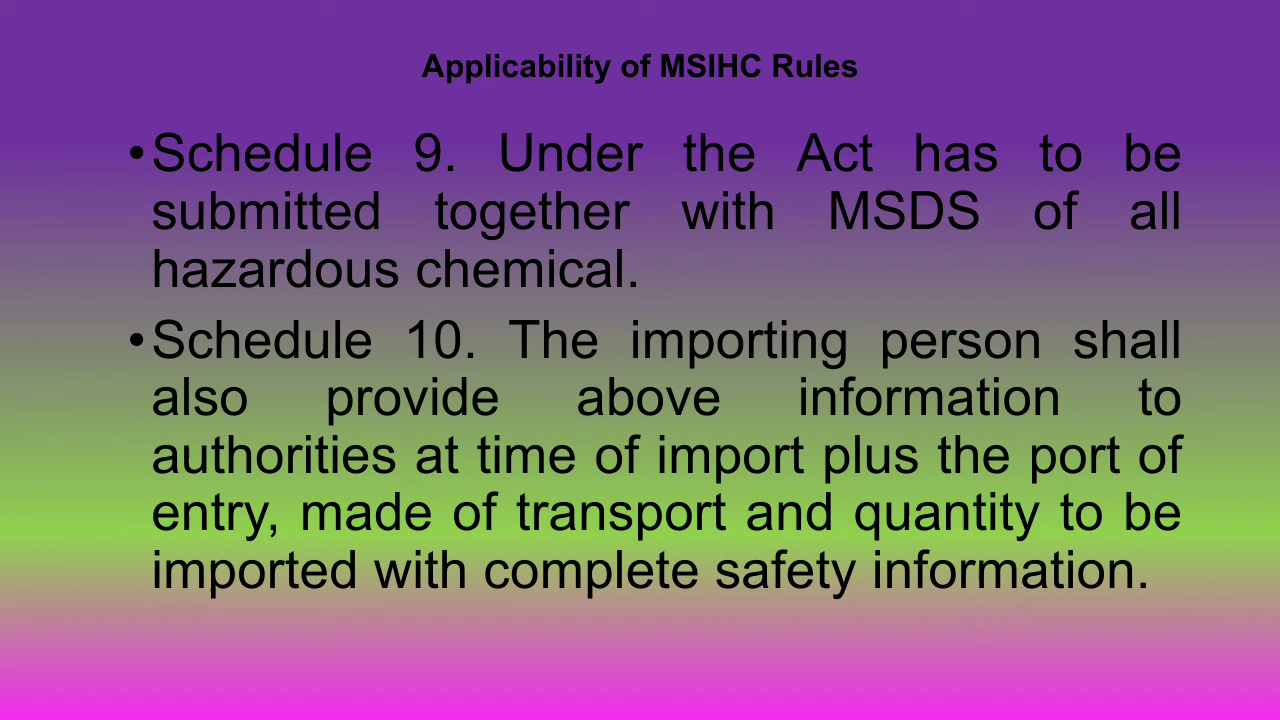 Applicability of MSIHC Rules
•Schedule 9. Under the Act has to be
submitted together with MSDS of all
hazardous chemical.
•Schedule 10. The importing person shall
also provide above information to
authorities at time of import plus the port of
entry, made of transport and quantity to be
imported with complete safety information.